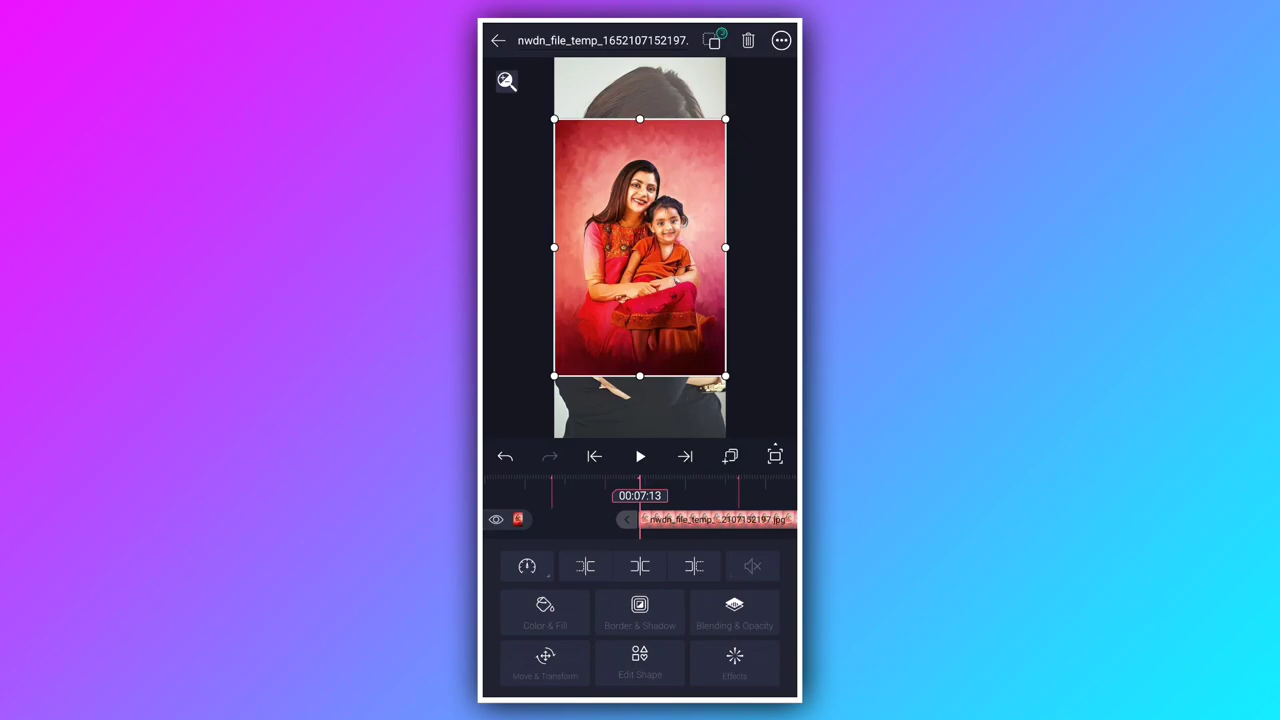 nwdn_file_temp_1652107152197.
00:07:13
nwdn_file_temp_...2107152197.jpg
Color & Fill
Border & Shadow
Blending & Opacity
Move & Transform
Edit Shape
Effects